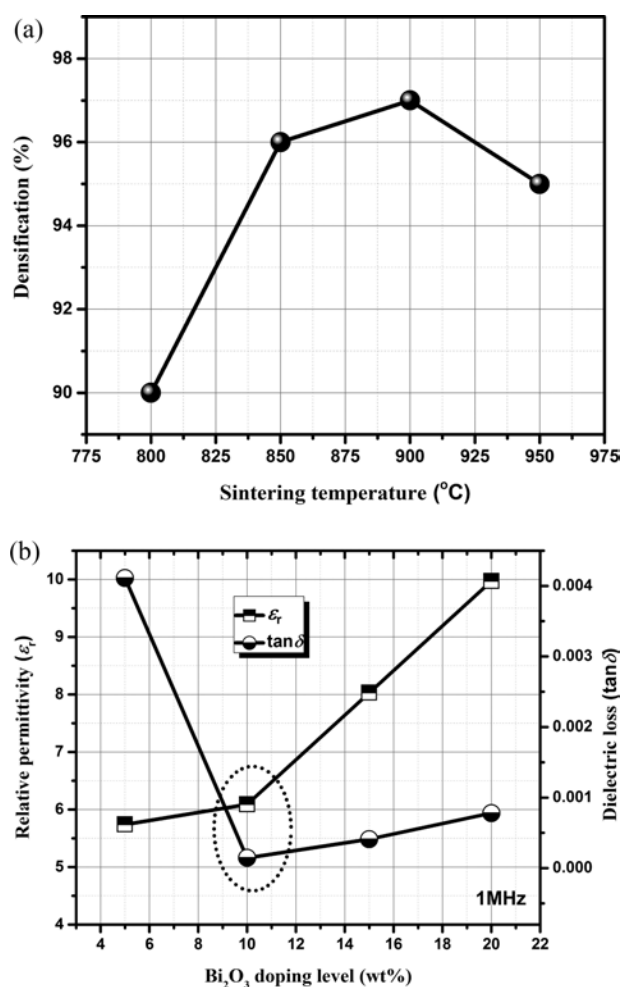 (a)
98
96
94
92
90
Densification (%)
775 800 825 850 875 900 925 950 975
Sintering temperature (°C)
(b)
10
9
8
7
6
5
4
Relative permittivity (εᵣ)
εᵣ
tanδ
0.004
0.003
0.002
0.001
0.000
Dielectric loss (tanδ)
1MHz
4 6 8 10 12 14 16 18 20 22
Bi₂O₃ doping level (wt%)